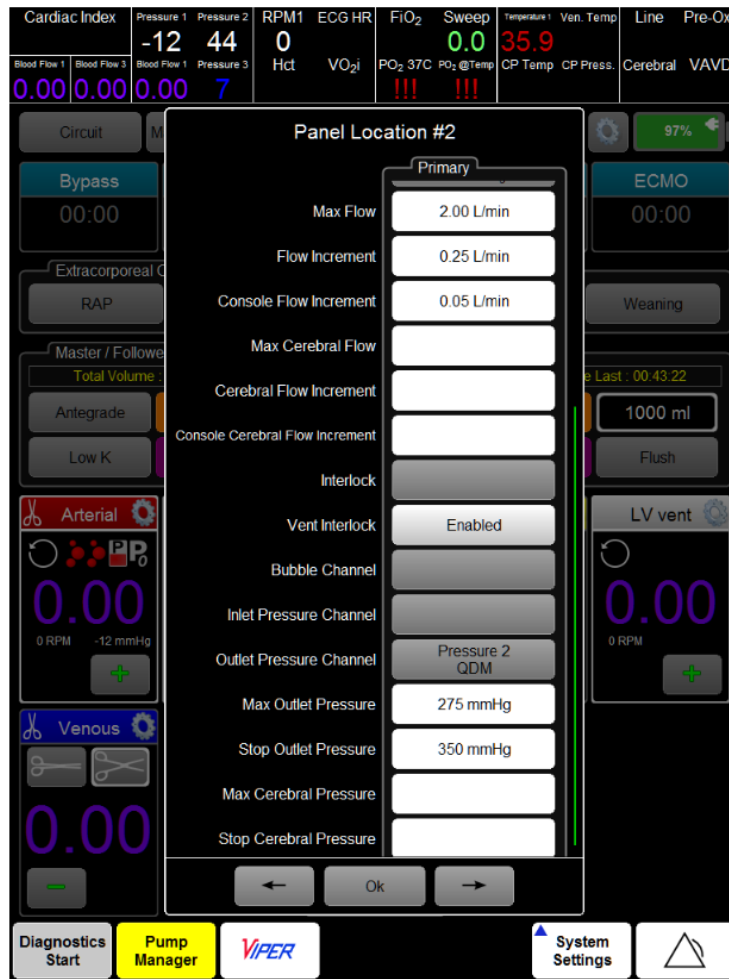 Cardiac Index Pressure 1 Pressure 2 RPM1 ECG HR FiO2 Sweep Temperature 1 Ven. Temp Line Pre-Ox
-12 44 0 0.0 35.9
Blood Flow 1 Blood Flow 3 Blood Flow 1 Pressure 3 Hct VO2i PO2 37C PO2 @Temp CP Temp CP Press. Cerebral VAVD
0.00 0.00 0.00 7 !!! !!!
Circuit M 97%
Panel Location #2
Primary
Bypass ECMO
00:00 00:00
Max Flow 2.00 L/min
Flow Increment 0.25 L/min
Extracorporeal C
RAP Weaning
Console Flow Increment 0.05 L/min
Max Cerebral Flow
Master / Followe
Total Volume : e Last : 00:43:22
Cerebral Flow Increment
Antegrade 1000 ml
Console Cerebral Flow Increment
Low K Flush
Interlock
Arterial LV vent
Vent Interlock Enabled
P P0
Bubble Channel
0.00 0.00
Inlet Pressure Channel
0 RPM -12 mmHg 0 RPM
Outlet Pressure Channel Pressure 2
QDM
+ +
Max Outlet Pressure 275 mmHg
Venous
Stop Outlet Pressure 350 mmHg
Max Cerebral Pressure
0.00
Stop Cerebral Pressure
← Ok →
Diagnostics
Start
Pump
Manager
VIPER
System
Settings